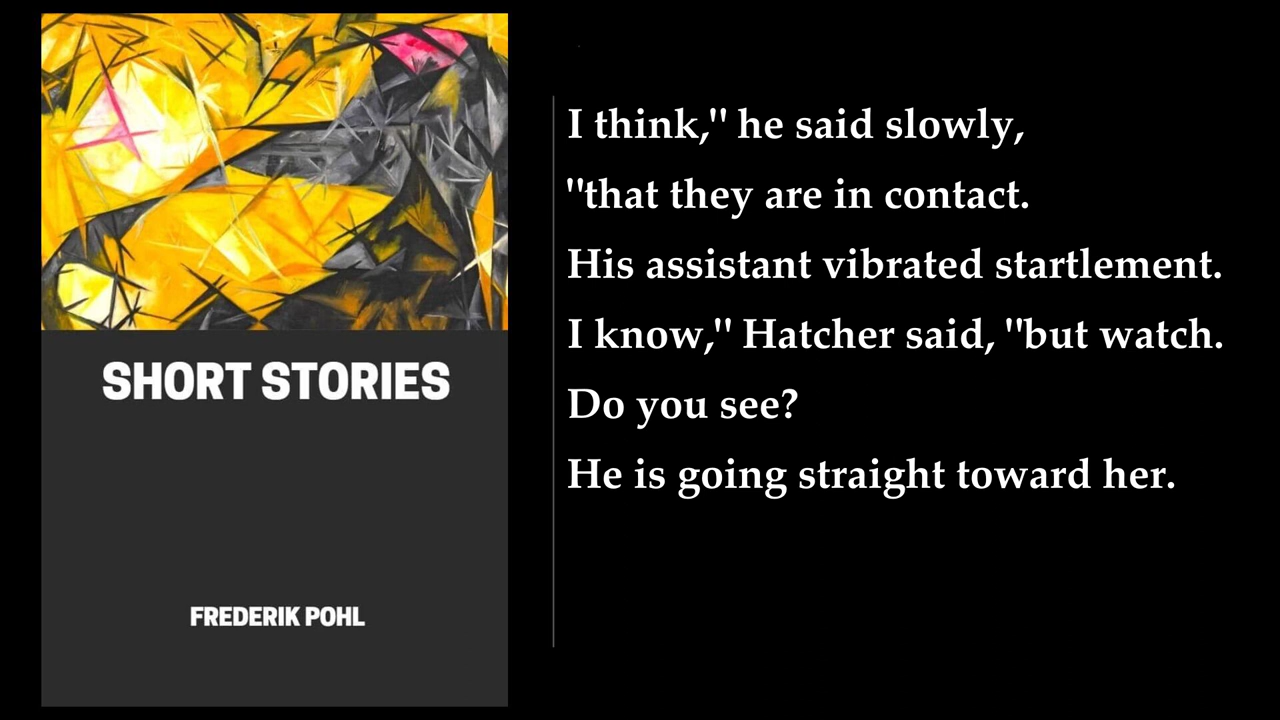 SHORT STORIES
FREDERIK POHL
I think," he said slowly,
"that they are in contact.
His assistant vibrated startlement.
I know," Hatcher said, "but watch.
Do you see?
He is going straight toward her.